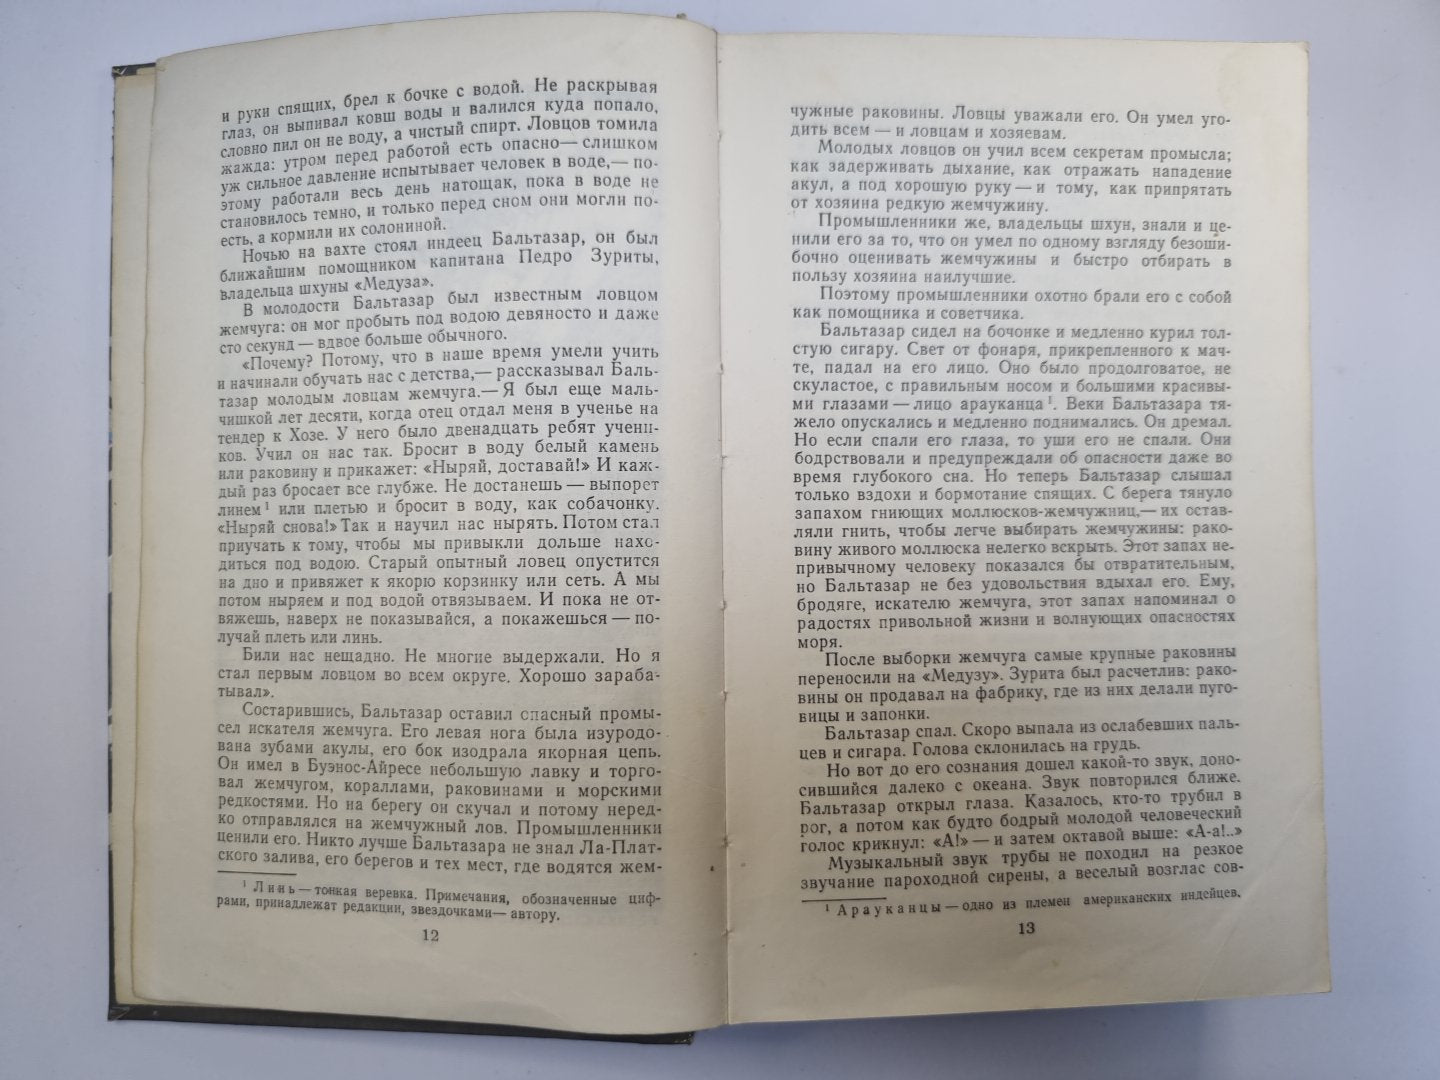 и руки спящих, брел к бочке с водой. Не раскрывая
глаз, он выпивал ковш воды и валился куда попало,
словно пил он не воду, а чистый спирт. Ловцов томила
жажда: утром перед работой есть опасно— слишком
уж сильное давление испытывает человек в воде,— по-
этому работали весь день натощак, пока в воде не
становилось темно, и только перед сном они могли по-
есть, а кормили их солониной.
Ночью на вахте стоял индеец Бальтазар, он был
ближайшим помощником капитана Педро Зуриты,
владельца шхуны «Медуза».
В молодости Бальтазар был известным ловцом
жемчуга: он мог пробыть под водою девяносто и даже
сто секунд — вдвое больше обычного.
«Почему? Потому, что в наше время умели учить
и начинали обучать нас с детства,— рассказывал Баль-
тазар молодым ловцам жемчуга.— Я был еще маль-
чишкой лет десяти, когда отец отдал меня в ученье на
тендер к Хозе. У него было двенадцать ребят учени-
ков. Учил он нас так. Бросит в воду белый камень
или раковину и прикажет: «Ныряй, доставай!» И каж-
дый раз бросает все глубже. Не достанешь — выпорет
линем¹ или плетью и бросит в воду, как собачонку.
«Ныряй снова!» Так и научил нас нырять. Потом стал
приучать к тому, чтобы мы привыкли дольше нахо-
диться под водою. Старый опытный ловец опустится
на дно и привяжет к якорю корзинку или сеть. А мы
потом ныряем и под водой отвязываем. И пока не от-
вяжешь, наверх не показывайся, а покажешься — по-
лучай плеть или линь.
Били нас нещадно. Не многие выдержали. Но я
стал первым ловцом во всем округе. Хорошо зараба-
тывал».
Состарившись, Бальтазар оставил опасный промы-
сел искателя жемчуга. Его левая нога была изуродо-
вана зубами акулы, его бок изодрала якорная цепь.
Он имел в Буэнос-Айресе небольшую лавку и торго-
вал жемчугом, кораллами, раковинами и морскими
редкостями. Но на берегу он скучал и потому неред-
ко отправлялся на жемчужный лов. Промышленники
ценили его. Никто лучше Бальтазара не знал Ла-Плат-
ского залива, его берегов и тех мест, где водятся жем-
¹ Линь — тонкая веревка. Примечания, обозначенные циф-
рами, принадлежат редакции, звездочками— автору.
12
чужные раковины. Ловцы уважали его. Он умел уго-
дить всем — и ловцам и хозяевам.
Молодых ловцов он учил всем секретам промысла;
как задерживать дыхание, как отражать нападение
акул, а под хорошую руку — и тому, как припрятать
от хозяина редкую жемчужину.
Промышленники же, владельцы шхун, знали и це-
нили его за то, что он умел по одному взгляду безоши-
бочно оценивать жемчужины и быстро отбирать в
пользу хозяина наилучшие.
Поэтому промышленники охотно брали его с собой
как помощника и советчика.
Бальтазар сидел на бочонке и медленно курил тол-
стую сигару. Свет от фонаря, прикрепленного к мач-
те, падал на его лицо. Оно было продолговатое, не
скуластое, с правильным носом и большими красивы-
ми глазами — лицо арауканца¹. Веки Бальтазара тя-
жело опускались и медленно поднимались. Он дремал.
Но если спали его глаза, то уши его не спали. Они
бодрствовали и предупреждали об опасности даже во
время глубокого сна. Но теперь Бальтазар слышал
только вздохи и бормотание спящих. С берега тянуло
запахом гниющих моллюсков-жемчужниц,— их остав-
ляли гнить, чтобы легче выбирать жемчужины: рако-
вину живого моллюска нелегко вскрыть. Этот запах не-
привычному человеку показался бы отвратительным,
но Бальтазар не без удовольствия вдыхал его. Ему,
бродяге, искателю жемчуга, этот запах напоминал о
радостях привольной жизни и волнующих опасностях
моря.
После выборки жемчуга самые крупные раковины
переносили на «Медузу». Зурита был расчетлив: рако-
вины он продавал на фабрику, где из них делали пуго-
вицы и запонки.
Бальтазар спал. Скоро выпала из ослабевших паль-
цев и сигара. Голова склонилась на грудь.
Но вот до его сознания дошел какой-то звук, доно-
сившийся далеко с океана. Звук повторился ближе.
Бальтазар открыл глаза. Казалось, кто-то трубил в
рог, а потом как будто бодрый молодой человеческий
голос крикнул: «А!» — и затем октавой выше: «А-а!..»
Музыкальный звук трубы не походил на резкое
звучание пароходной сирены, а веселый возглас сов-
¹ Арауканцы — одно из племен американских индейцев.
13